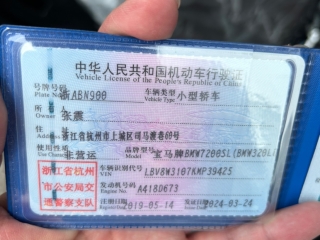 中华人民共和国机动车行驶证
Vehicle License of the People's Republic of China
号牌号码 浙ABN900 车辆类型 小型轿车
Plate No. Vehicle Type
所有人 张震
Owner
住址 浙江省杭州市上城区司马渡巷60号
Address
使用性质 非营运 品牌型号 宝马牌BMW7200SL(BMW320L
Use Character Model
浙江省杭州 车辆识别代号 LBV8W3107KMP39425
VIN
市公安局交 发动机号码 A418D673
Engine No.
通警察支队 注册日期 2019-05-14 发证日期 2024-03-24